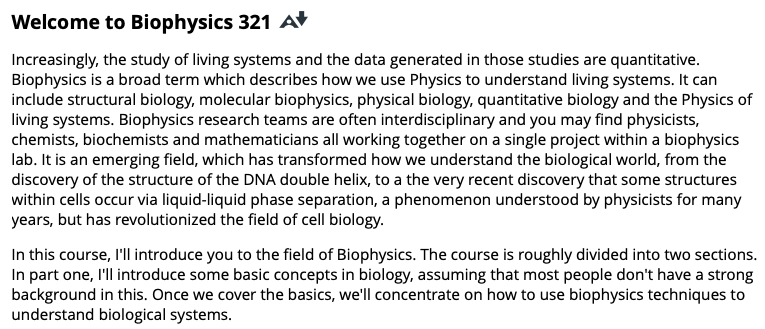 Welcome to Biophysics 321
Increasingly, the study of living systems and the data generated in those studies are quantitative.
Biophysics is a broad term which describes how we use Physics to understand living systems. It can
include structural biology, molecular biophysics, physical biology, quantitative biology and the Physics of
living systems. Biophysics research teams are often interdisciplinary and you may find physicists,
chemists, biochemists and mathematicians all working together on a single project within a biophysics
lab. It is an emerging field, which has transformed how we understand the biological world, from the
discovery of the structure of the DNA double helix, to a the very recent discovery that some structures
within cells occur via liquid-liquid phase separation, a phenomenon understood by physicists for many
years, but has revolutionized the field of cell biology.
In this course, I'll introduce you to the field of Biophysics. The course is roughly divided into two sections.
In part one, I'll introduce some basic concepts in biology, assuming that most people don't have a strong
background in this. Once we cover the basics, we'll concentrate on how to use biophysics techniques to
understand biological systems.